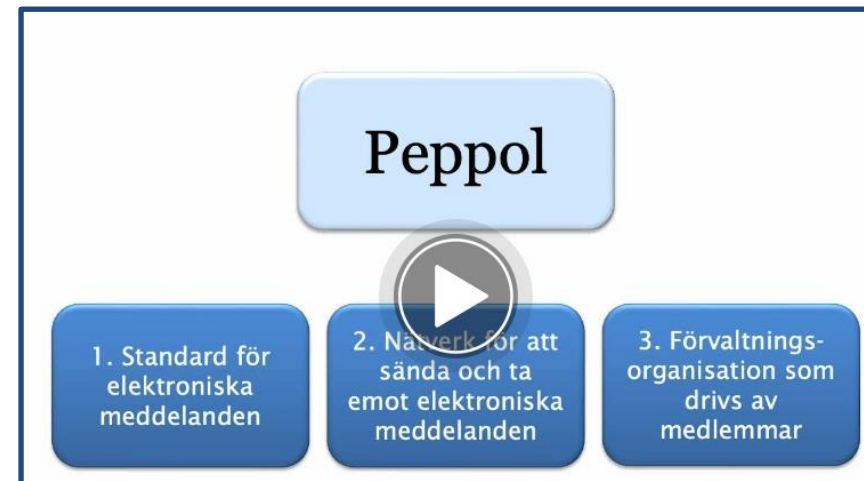 Peppol
1. Standard för
elektroniska
meddelanden
2. Nätverk för att
sända och ta
emot elektroniska
meddelanden
3. Förvaltnings-
organisation som
drivs av
medlemmar